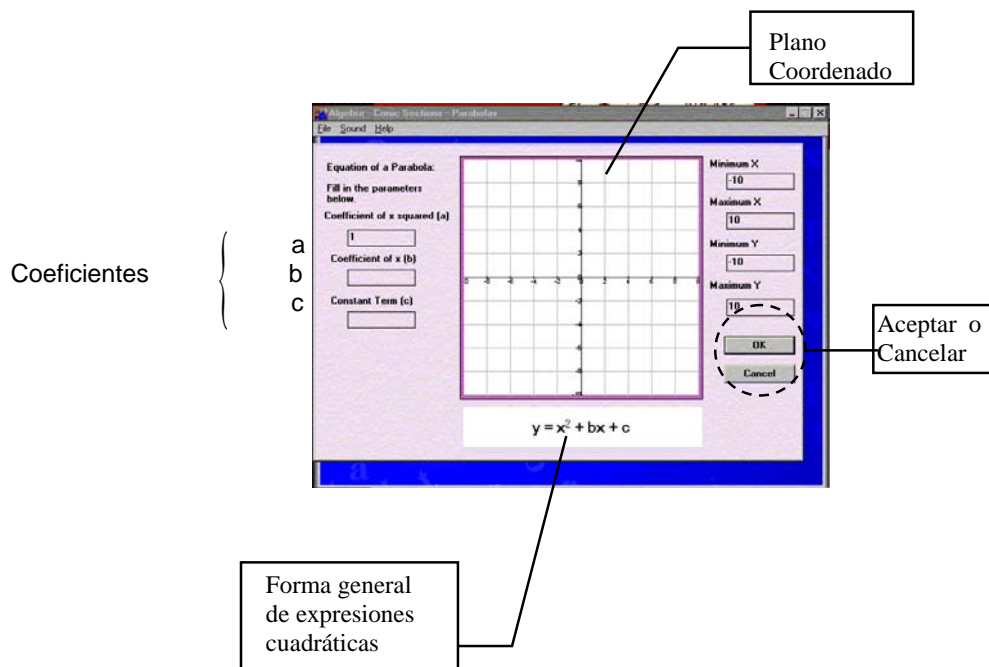 Plano
Coordenado
Algebra - Conic Sections - Parabolas
File Sound Help
Equation of a Parabola:
Fill in the parameters
below.
Coefficient of x squared (a)
1
Coefficient of x (b)
Constant Term (c)
Coeficientes
a
b
c
Minimum X
-10
Maximum X
10
Minimum Y
-10
Maximum Y
10
OK
Cancel
Aceptar o
Cancelar
y = x² + bx + c
Forma general
de expresiones
cuadráticas